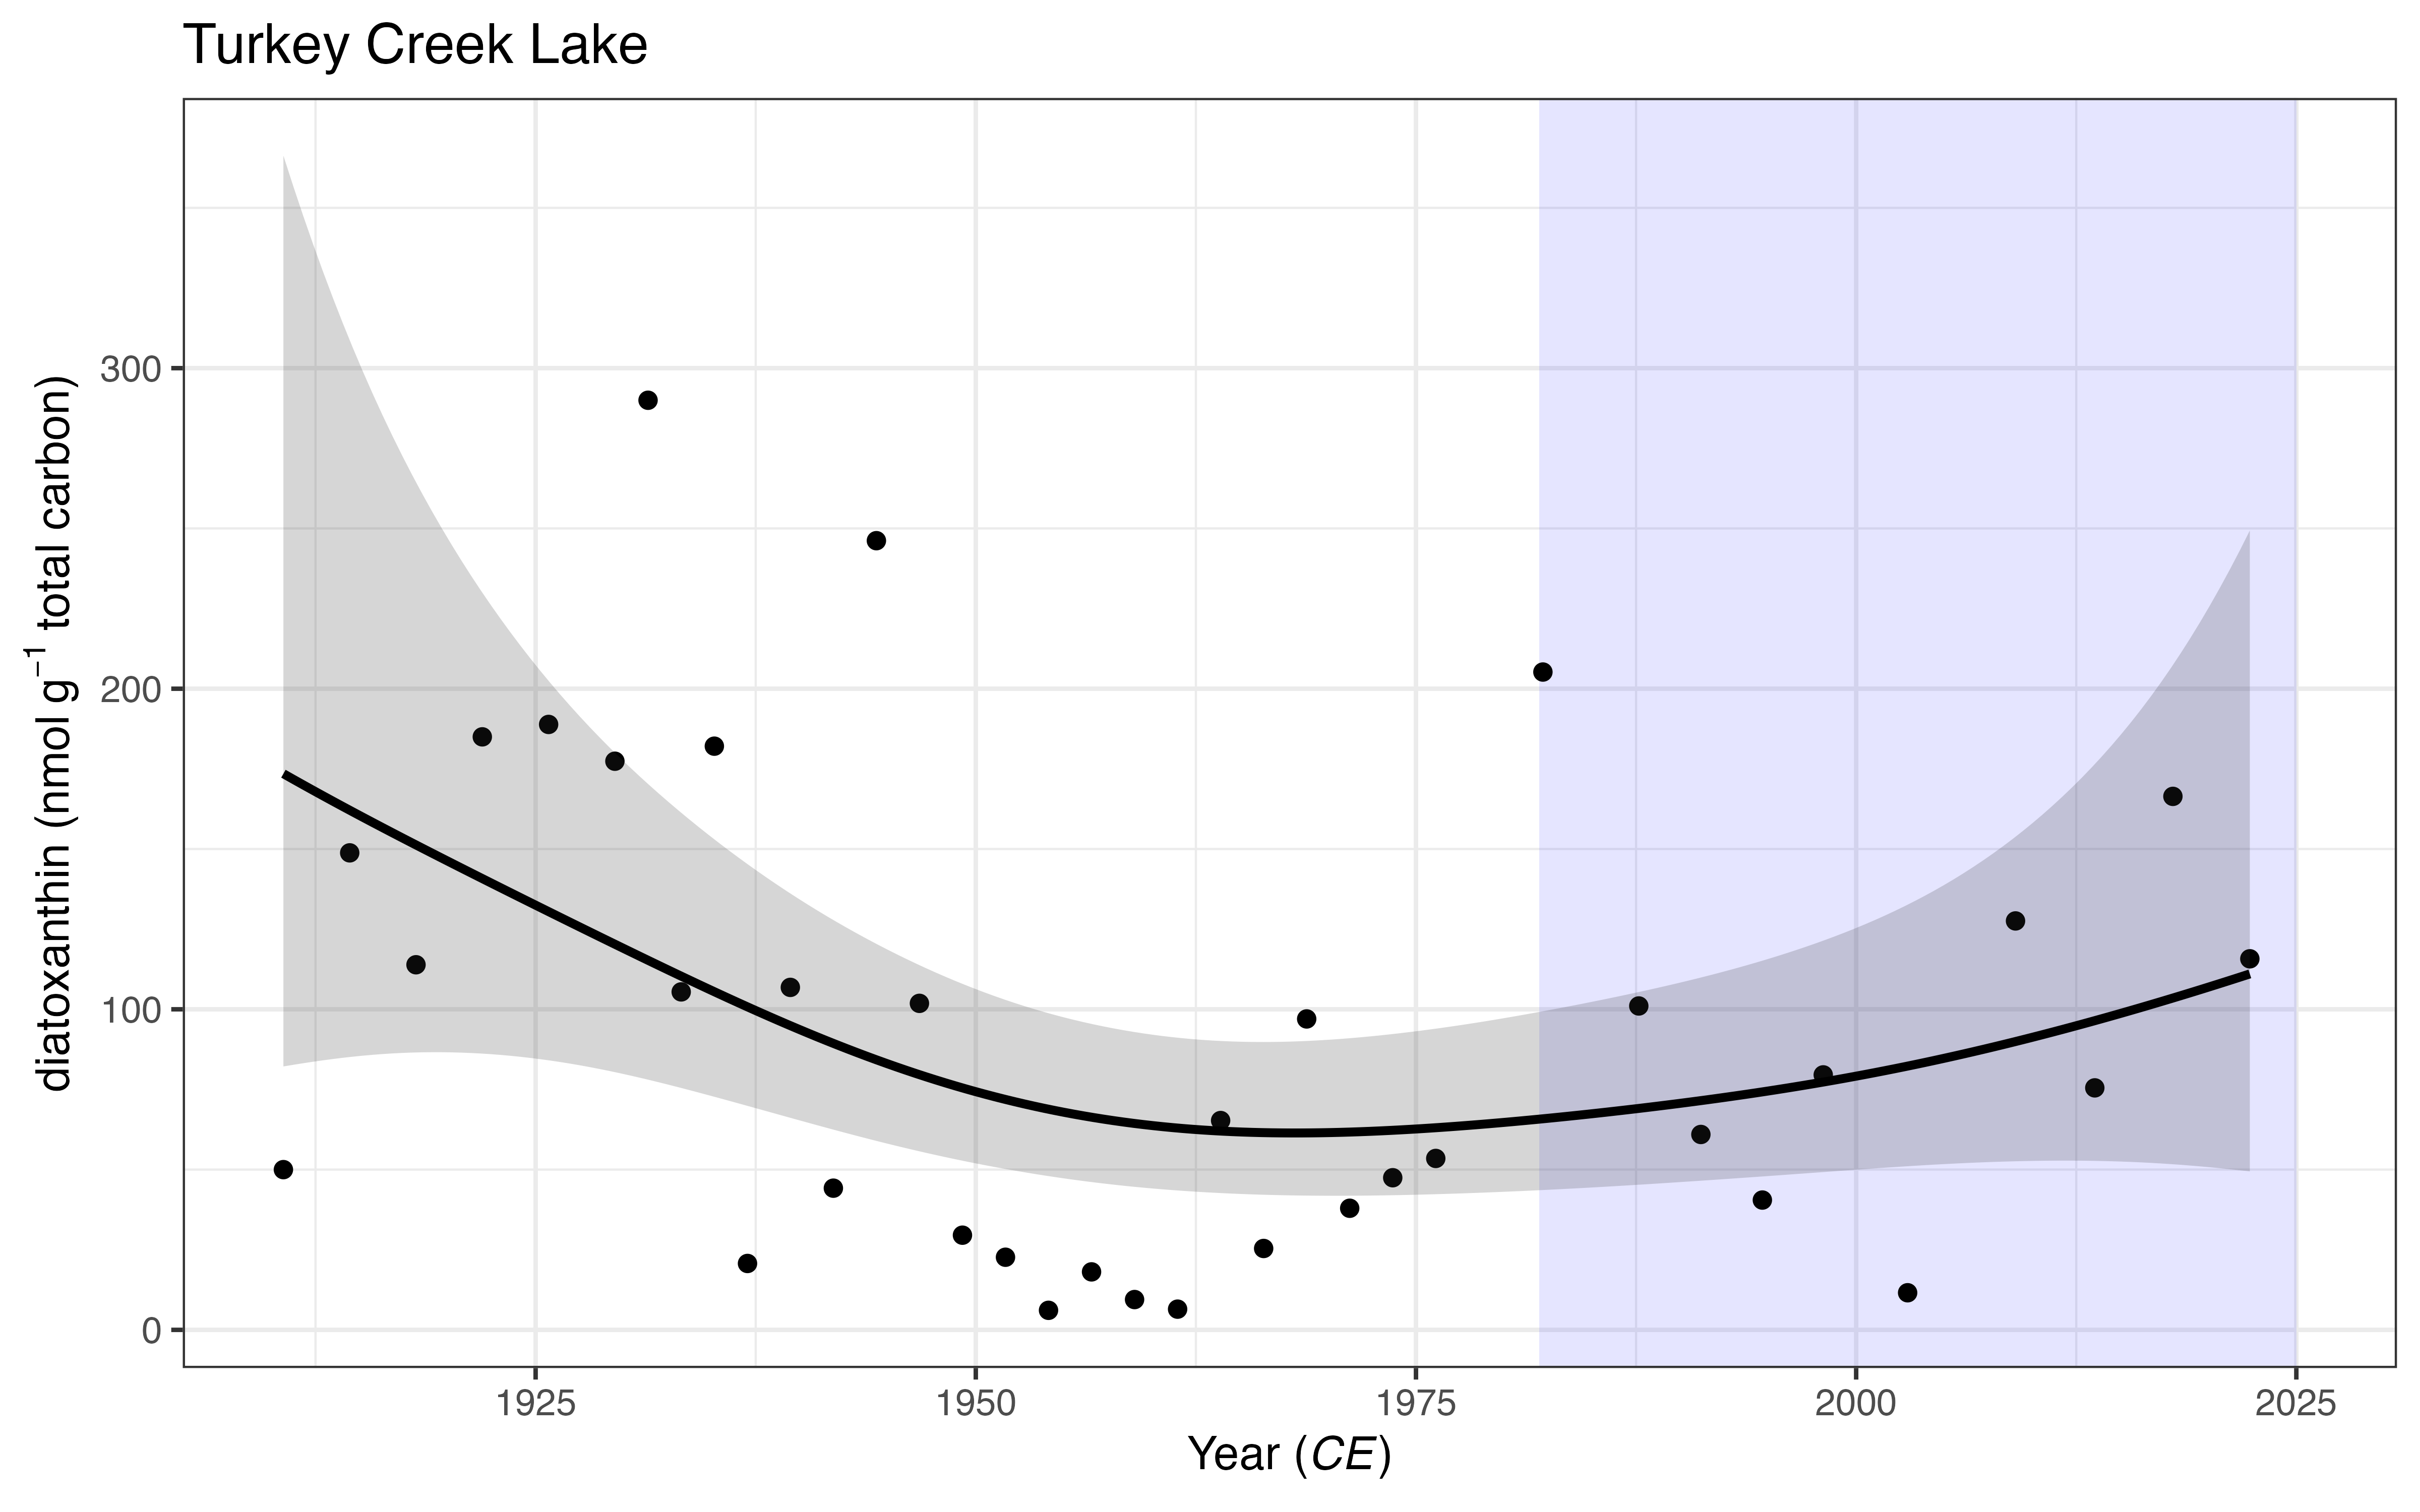 Turkey Creek Lake
diatoxanthin (nmol g⁻¹ total carbon)
300
200
100
0
1925 1950 1975 2000 2025
Year (CE)